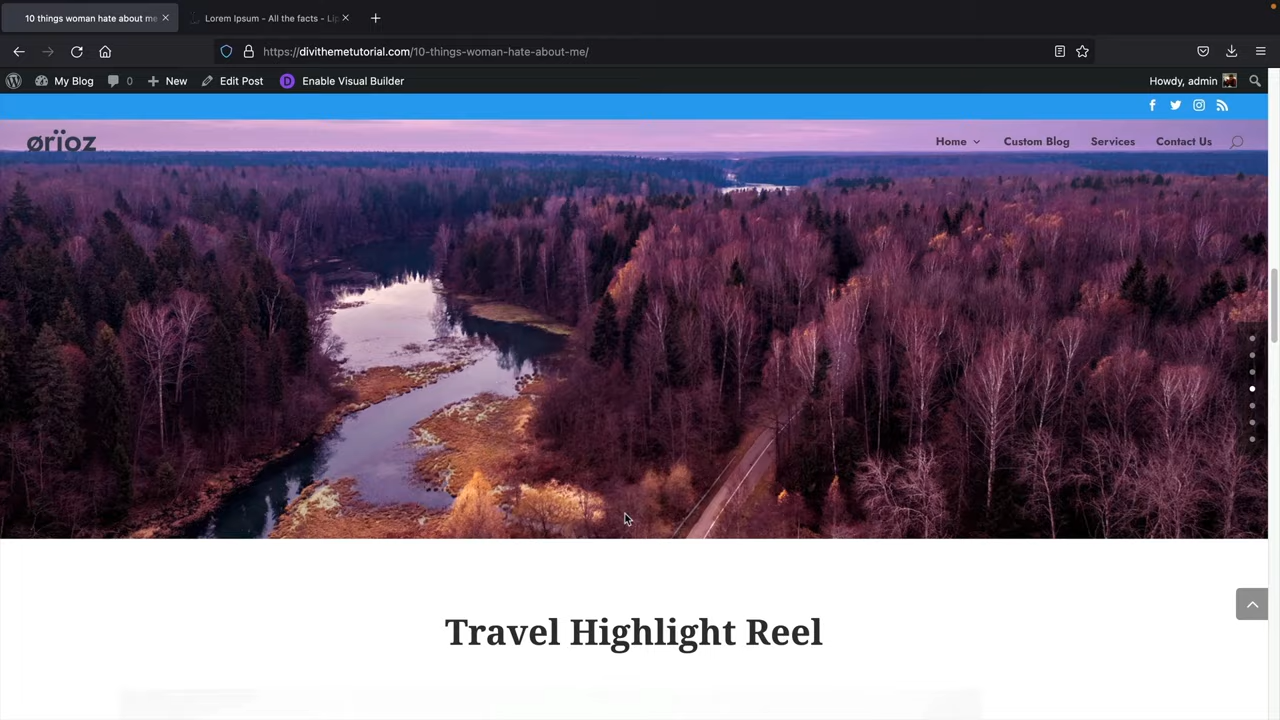 10 things woman hate about me
Lorem Ipsum - All the facts - Lip
https://divithemetutorial.com/10-things-woman-hate-about-me/
My Blog 0 New Edit Post D Enable Visual Builder Howdy, admin
ørïoz
Home Custom Blog Services Contact Us
Travel Highlight Reel